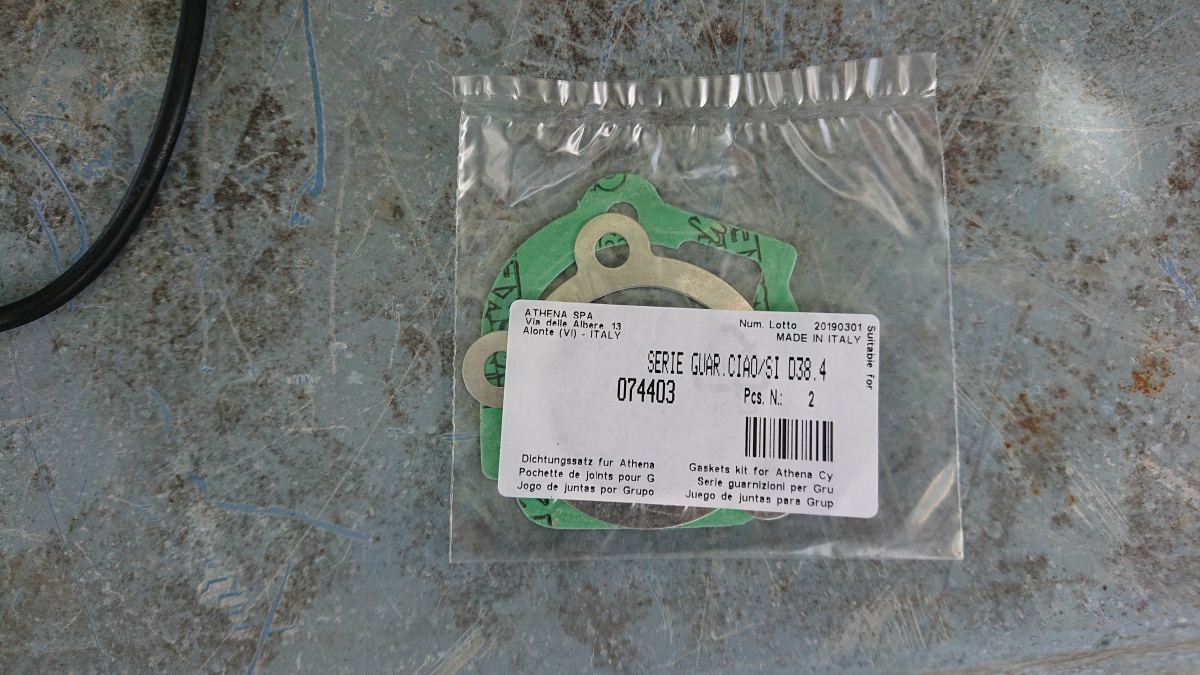 ATHENA SPA
Via delle Albere, 13
Alonte (VI) - ITALY
Num. Lotto 20190301
MADE IN ITALY
Suitable for
SERIE GUAR.CIAO/SI D38.4
074403 Pcs. N.: 2
Dichtungssatz fur Athena
Pochette de joints pour G
Jogo de juntas por Grupo
Gaskets kit for Athena Cy
Serie guarnizioni per Gru
Juego de juntas para Grup